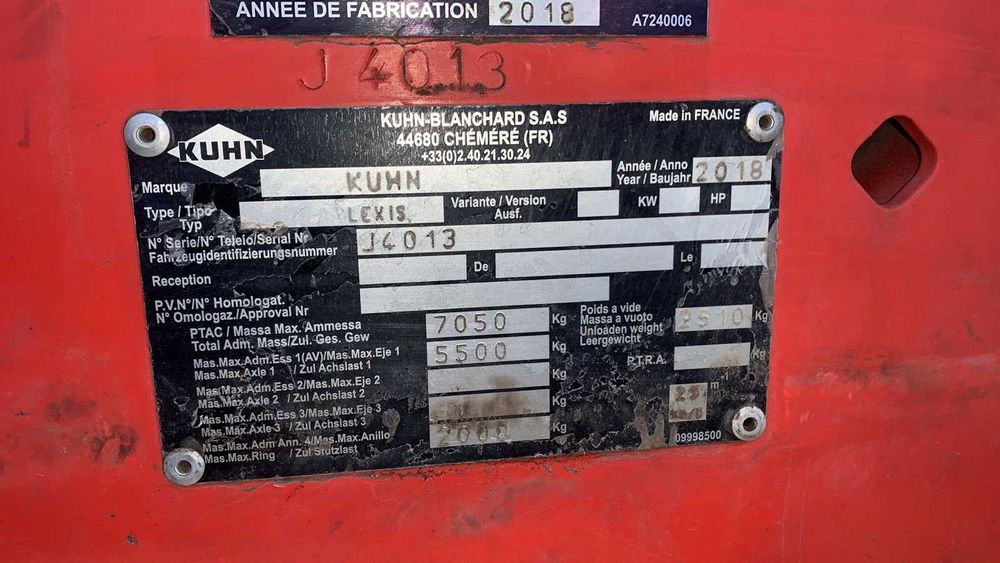 ANNEE DE FABRICATION 2018 A7240006
J 4013
KUHN
KUHN-BLANCHARD S.A.S
44680 CHÉMÉRÉ (FR)
+33(0)2.40.21.30.24
Made in FRANCE
Marque KUHN Année / Anno
Year / Baujahr 2018
Type / Tipo
Typ LEXIS Variante / Version
Ausf. KW HP
N° Serie/N° Telelo/Serial Nr
Fahrzeugidentifizierungsnummer J4013
Reception De Le
P.V.N°/N° Homologat.
N° Omologaz./Approval Nr
PTAC / Massa Max. Ammessa
Total Adm. Mass/Zul. Ges. Gew 7050 Kg
Poids a vide
Massa a vuoto
Unloaden weight
Leergewicht 2510 Kg
Mas.Max.Adm.Ess 1(AV)/Mas.Max.Eje 1
Mas.Max.Axle 1 / Zul Achslast 1 5500 Kg
P.T.R.A. Kg
Mas.Max.Adm.Ess 2/Mas.Max.Eje 2
Mas.Max.Axle 2 / Zul Achslast 2 Kg
Mas.Max.Adm.Ess 3/Mas.Max.Eje 3
Mas.Max.Axle 3 / Zul Achslast 3 Kg
Mas.Max.Adm Ann. 4/Mas.Max.Anillo
Mas.Max.Ring / Zul Stutzlast 2000 Kg
09998500